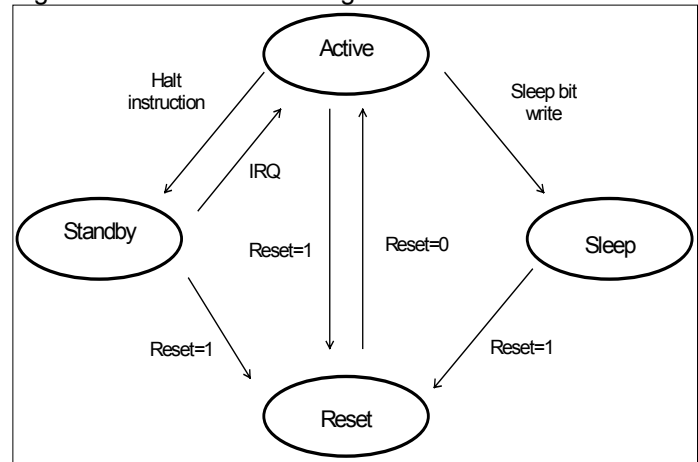 Active
Halt
instruction
Sleep bit
write
IRQ
Standby
Reset=1
Reset=0
Sleep
Reset=1
Reset=1
Reset